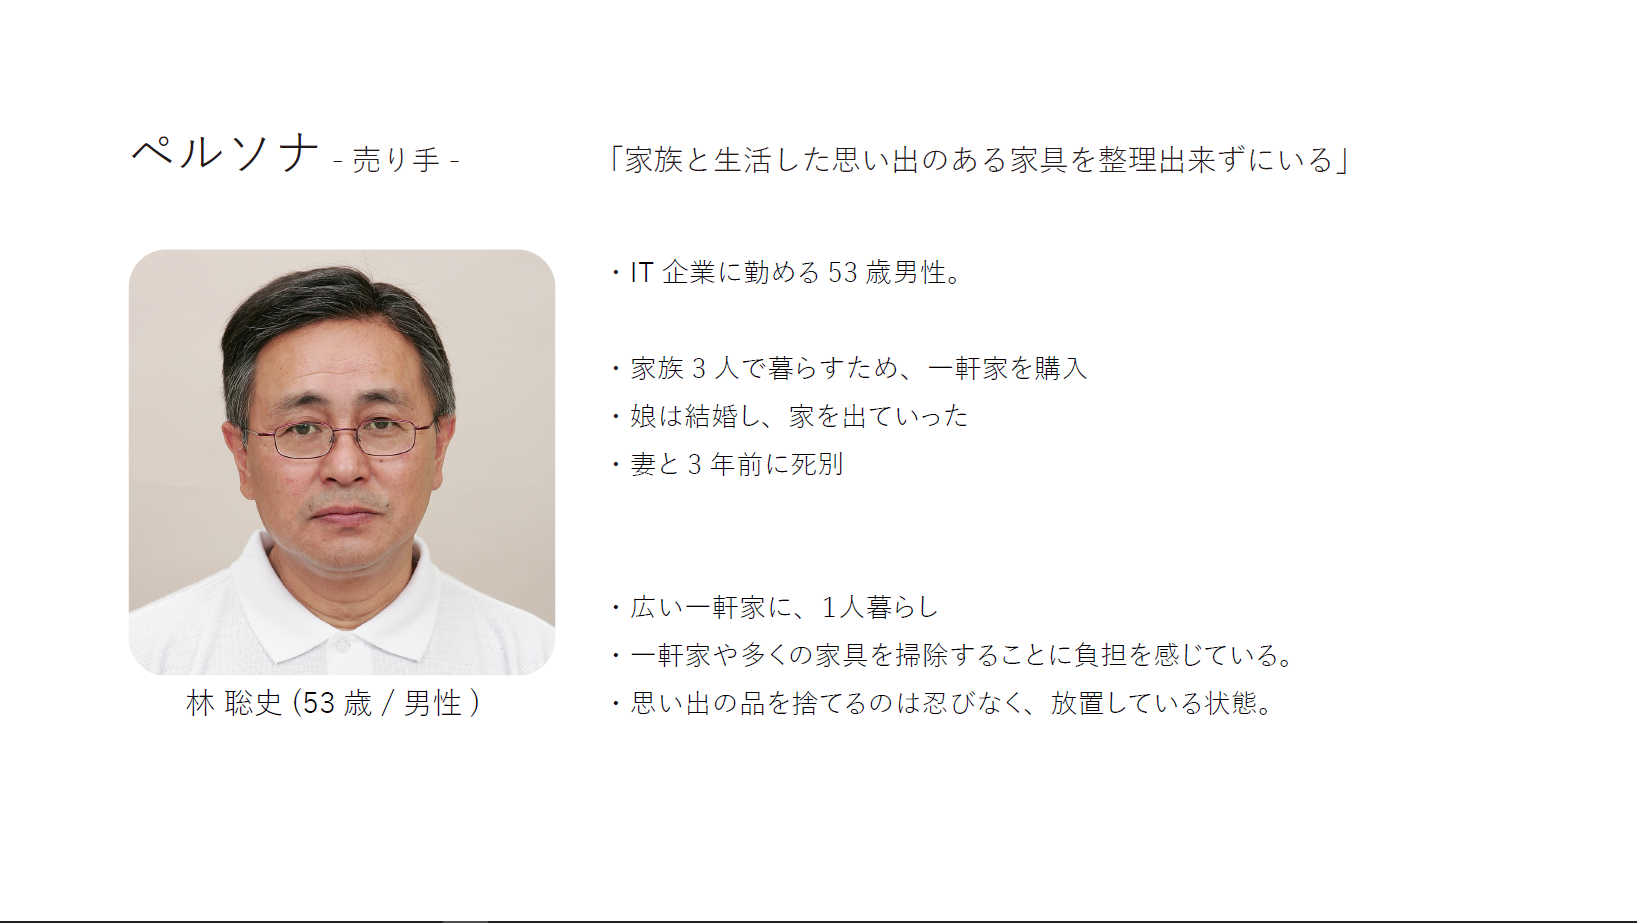 ペルソナ - 売り手 -
「家族と生活した思い出のある家具を整理出来ずにいる」
・IT 企業に勤める 53 歳男性。
・家族 3 人で暮らすため、一軒家を購入
・娘は結婚し、家を出ていった
・妻と 3 年前に死別
・広い一軒家に、1人暮らし
・一軒家や多くの家具を掃除することに負担を感じている。
・思い出の品を捨てるのは忍びなく、放置している状態。
林 聡史 (53 歳 / 男性 )